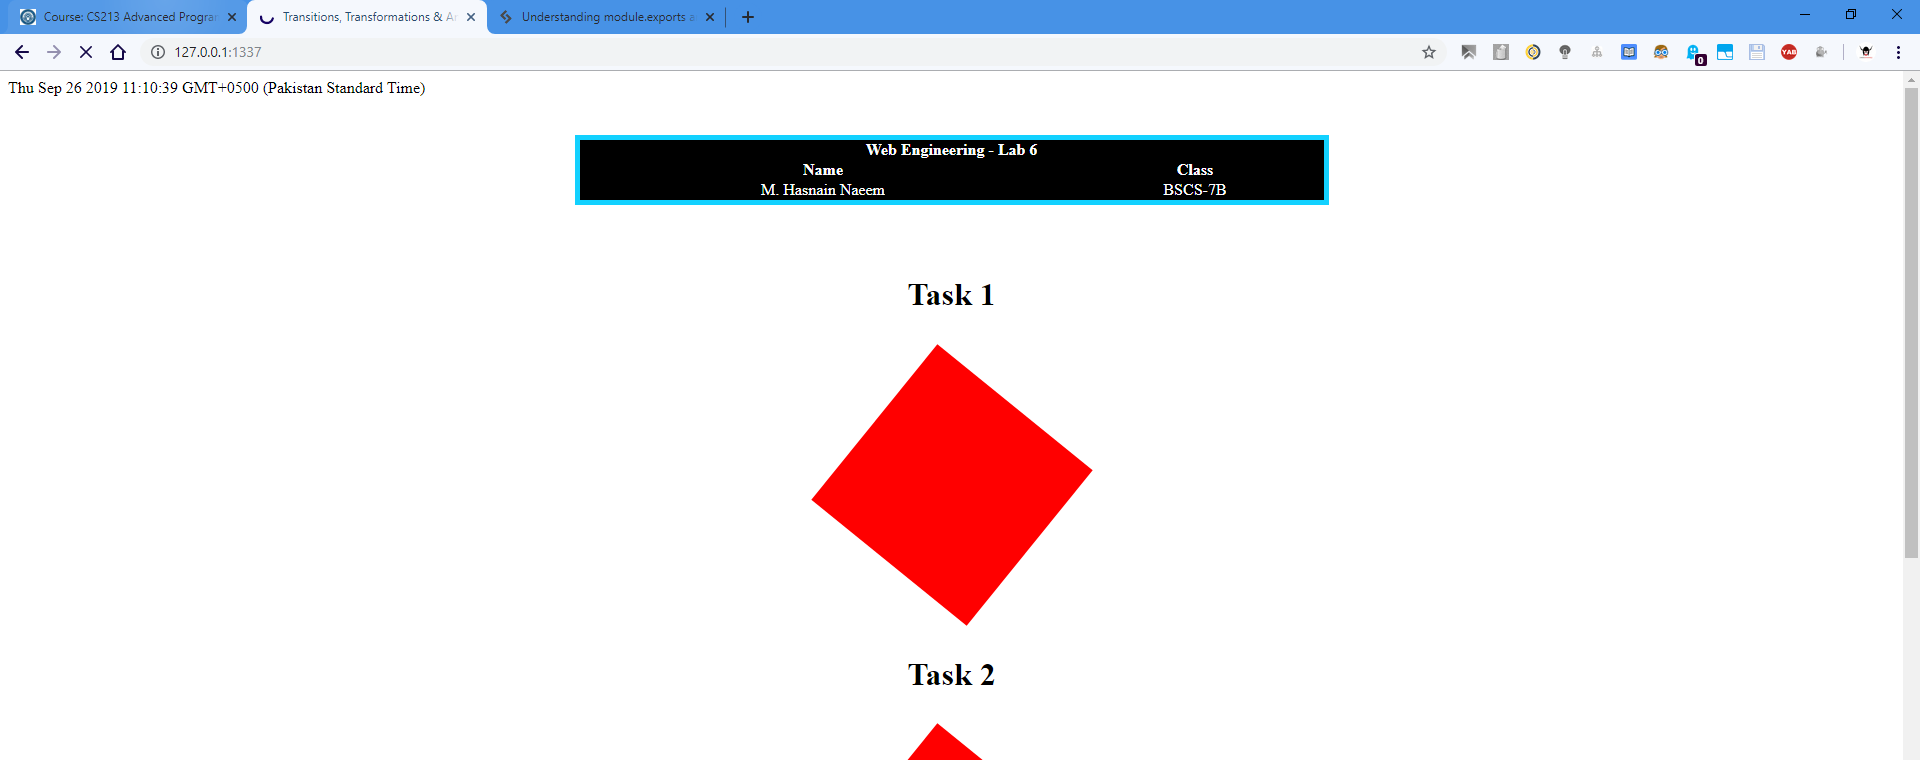 Course: CS213 Advanced Progra
Transitions, Transformations & A
Understanding module.exports a
127.0.0.1:1337
YAB
0
Thu Sep 26 2019 11:10:39 GMT+0500 (Pakistan Standard Time)
Web Engineering - Lab 6
Name Class
M. Hasnain Naeem BSCS-7B
Task 1
Task 2